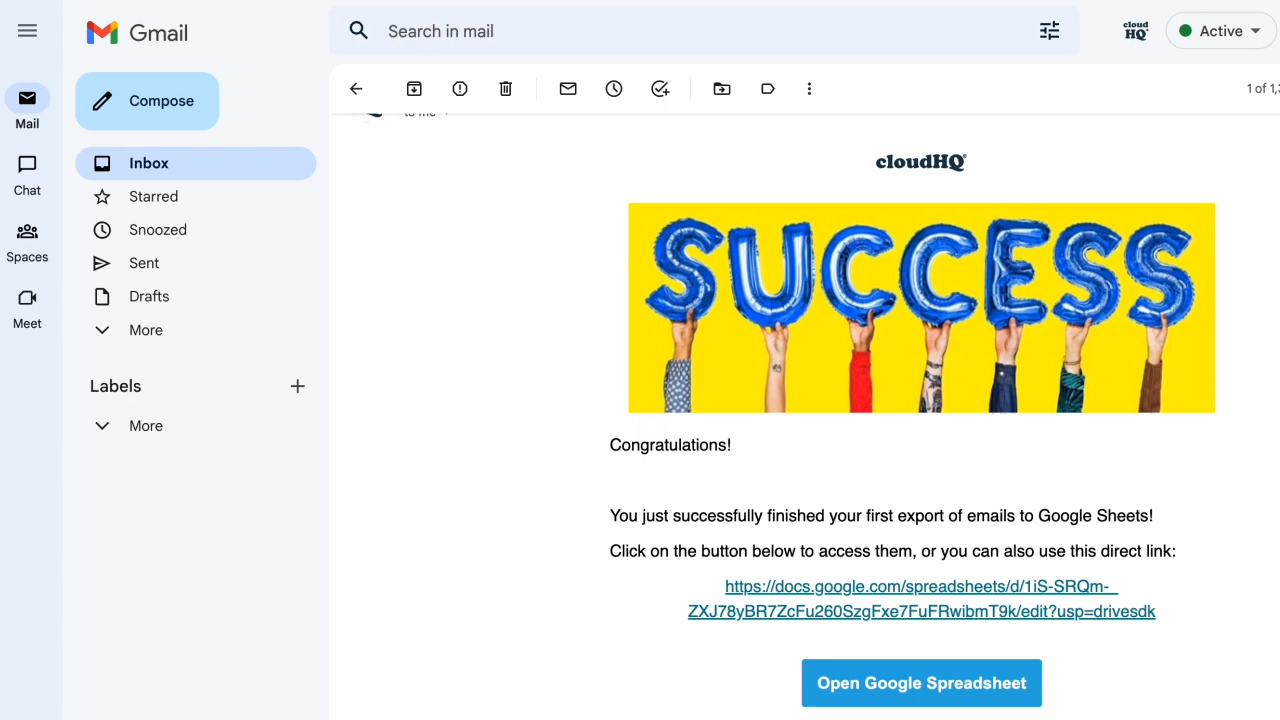 Gmail
Search in mail
cloud
HQ
Active
Compose
1 of 1,3
Mail
to me
Inbox
Chat
cloudHQ
Starred
SUCCESS
Snoozed
Spaces
Sent
Drafts
Meet
More
Labels
More
Congratulations!
You just successfully finished your first export of emails to Google Sheets!
Click on the button below to access them, or you can also use this direct link:
https://docs.google.com/spreadsheets/d/1iS-SRQm-_
ZXJ78yBR7ZcFu260SzgFxe7FuFRwibmT9k/edit?usp=drivesdk
Open Google Spreadsheet